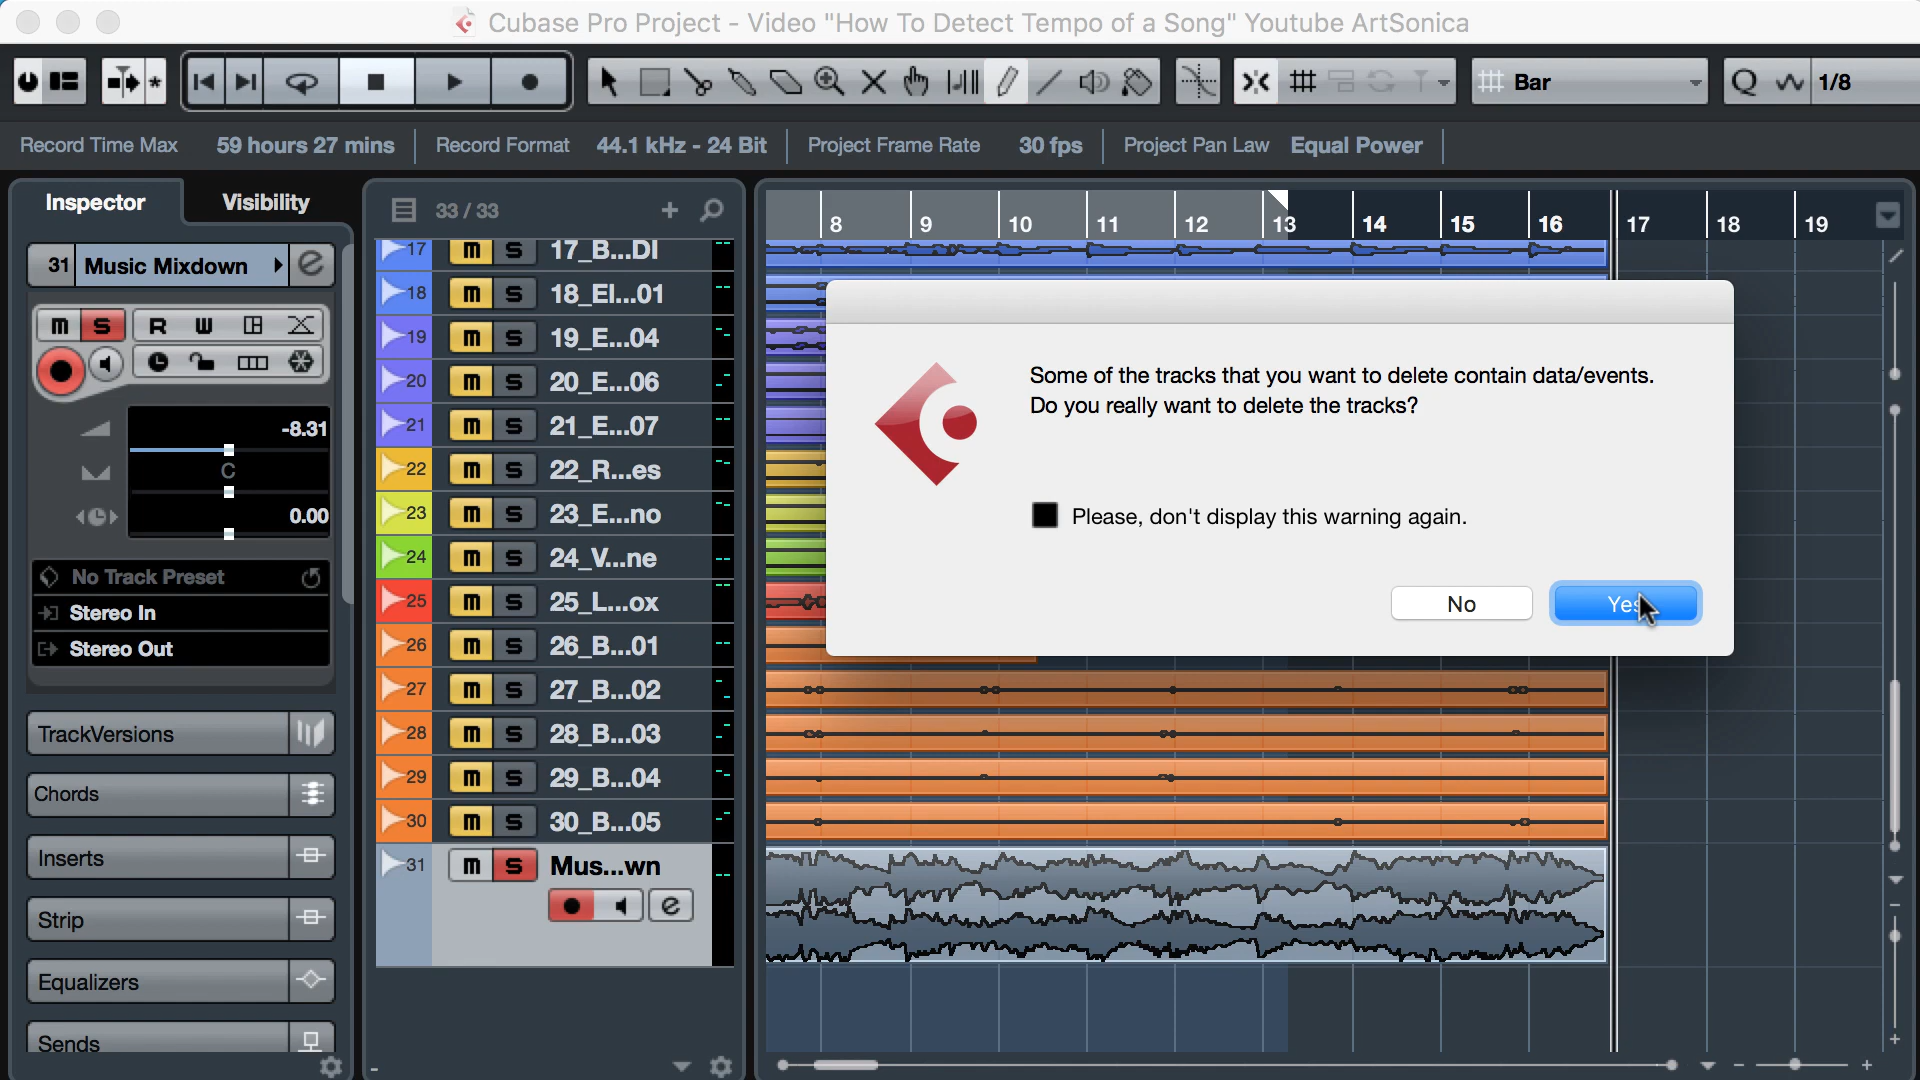 Cubase Pro Project - Video "How To Detect Tempo of a Song" Youtube ArtSonica
Bar
Q
1/8
Record Time Max 59 hours 27 mins Record Format 44.1 kHz - 24 Bit Project Frame Rate 30 fps Project Pan Law Equal Power
Inspector Visibility
33 / 33
8 9 10 11 12 13 14 15 16 17 18 19
31 Music Mixdown e
m S R W
-8.31
C
0.00
No Track Preset
Stereo In
Stereo Out
TrackVersions
Chords
Inserts
Strip
Equalizers
Sends
17 m S 17_B...DI
18 m S 18_El...01
19 m S 19_E...04
20 m S 20_E...06
21 m S 21_E...07
22 m S 22_R...es
23 m S 23_E...no
24 m S 24_V...ne
25 m S 25_L...ox
26 m S 26_B...01
27 m S 27_B...02
28 m S 28_B...03
29 m S 29_B...04
30 m S 30_B...05
31 m S Mus...wn
e
Some of the tracks that you want to delete contain data/events.
Do you really want to delete the tracks?
Please, don't display this warning again.
No Yes